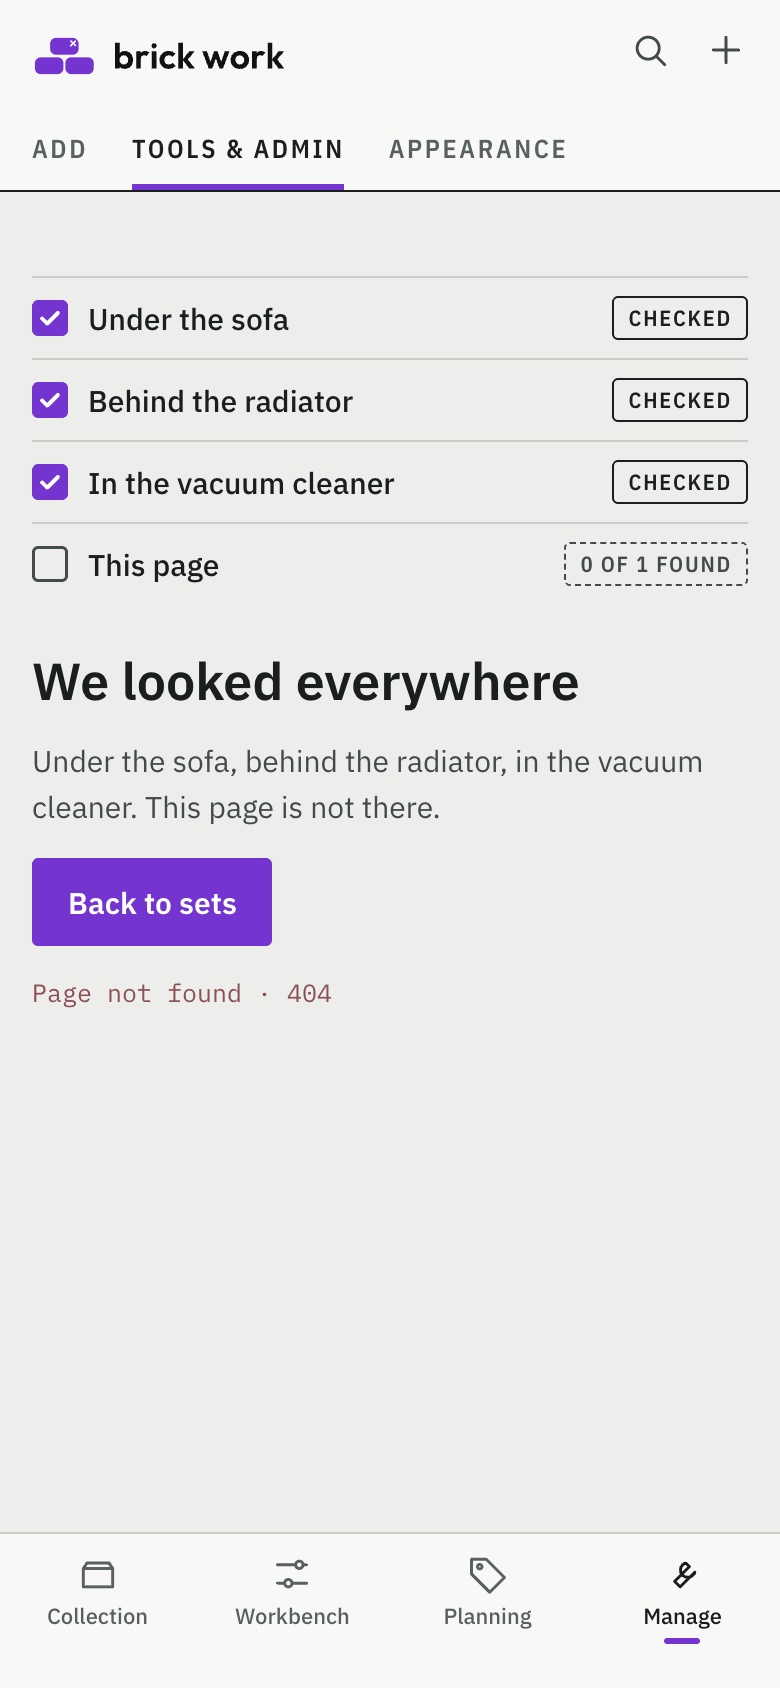 brick work
ADD TOOLS & ADMIN APPEARANCE
Under the sofa CHECKED
Behind the radiator CHECKED
In the vacuum cleaner CHECKED
This page 0 OF 1 FOUND
We looked everywhere
Under the sofa, behind the radiator, in the vacuum
cleaner. This page is not there.
Back to sets
Page not found · 404
Collection Workbench Planning Manage